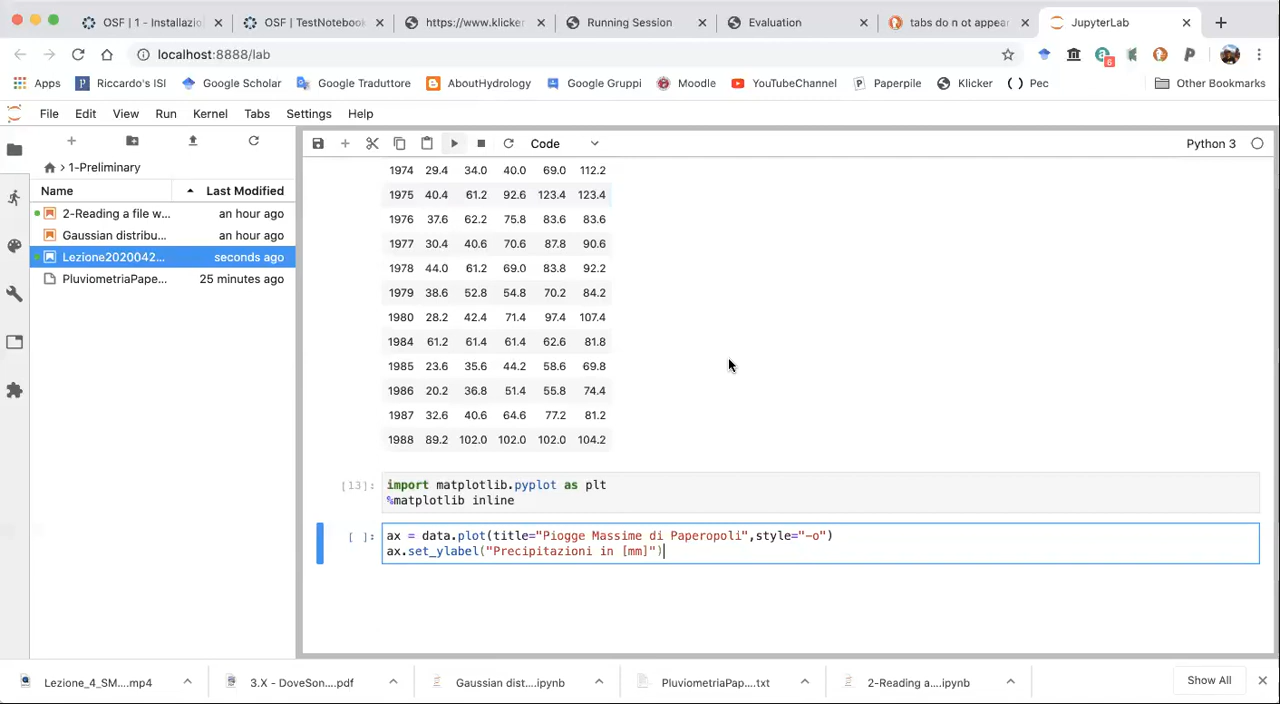 OSF | 1 - Installazio
OSF | TestNotebook
https://www.klicker
Running Session
Evaluation
tabs do n ot appear
JupyterLab
localhost:8888/lab
6
Apps
Riccardo's ISI
Google Scholar
Google Traduttore
AboutHydrology
Google Gruppi
Moodle
YouTubeChannel
Paperpile
Klicker
Pec
Other Bookmarks
File Edit View Run Kernel Tabs Settings Help
Code
Python 3
1-Preliminary
Name Last Modified
2-Reading a file w... an hour ago
Gaussian distribu... an hour ago
Lezione2020042... seconds ago
PluviometriaPape... 25 minutes ago
1974 29.4 34.0 40.0 69.0 112.2
1975 40.4 61.2 92.6 123.4 123.4
1976 37.6 62.2 75.8 83.6 83.6
1977 30.4 40.6 70.6 87.8 90.6
1978 44.0 61.2 69.0 83.8 92.2
1979 38.6 52.8 54.8 70.2 84.2
1980 28.2 42.4 71.4 97.4 107.4
1984 61.2 61.4 61.4 62.6 81.8
1985 23.6 35.6 44.2 58.6 69.8
1986 20.2 36.8 51.4 55.8 74.4
1987 32.6 40.6 64.6 77.2 81.2
1988 89.2 102.0 102.0 102.0 104.2
[13]: import matplotlib.pyplot as plt
%matplotlib inline
[ ]: ax = data.plot(title="Piogge Massime di Paperopoli",style="-o")
ax.set_ylabel("Precipitazioni in [mm]")
Lezione_4_SM....mp4
3.X - DoveSon....pdf
Gaussian dist....ipynb
PluviometriaPap....txt
2-Reading a....ipynb
Show All